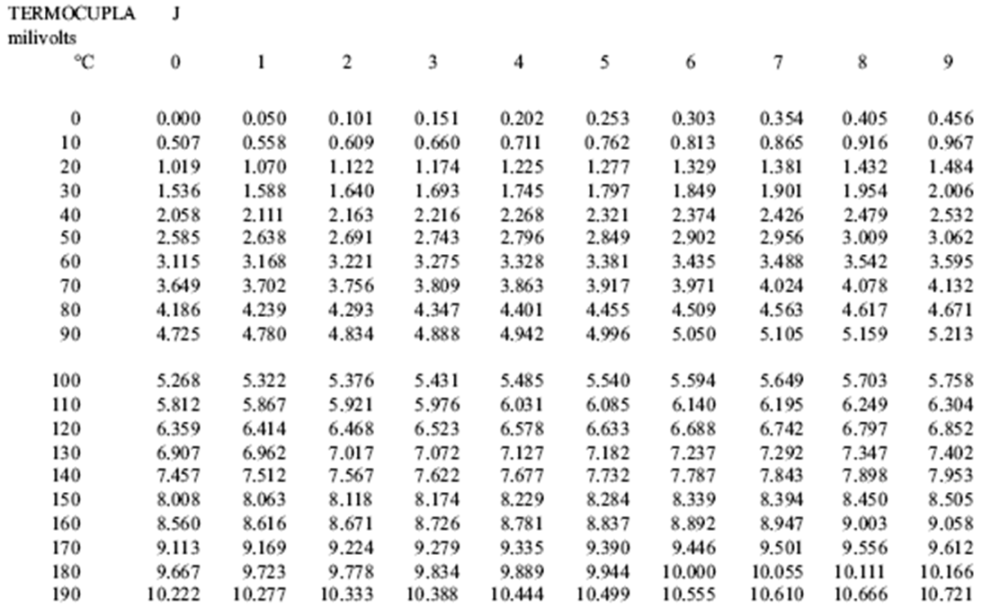 TERMOCUPLA J
milivolts
°C 0 1 2 3 4 5 6 7 8 9
0 0.000 0.050 0.101 0.151 0.202 0.253 0.303 0.354 0.405 0.456
10 0.507 0.558 0.609 0.660 0.711 0.762 0.813 0.865 0.916 0.967
20 1.019 1.070 1.122 1.174 1.225 1.277 1.329 1.381 1.432 1.484
30 1.536 1.588 1.640 1.693 1.745 1.797 1.849 1.901 1.954 2.006
40 2.058 2.111 2.163 2.216 2.268 2.321 2.374 2.426 2.479 2.532
50 2.585 2.638 2.691 2.743 2.796 2.849 2.902 2.956 3.009 3.062
60 3.115 3.168 3.221 3.275 3.328 3.381 3.435 3.488 3.542 3.595
70 3.649 3.702 3.756 3.809 3.863 3.917 3.971 4.024 4.078 4.132
80 4.186 4.239 4.293 4.347 4.401 4.455 4.509 4.563 4.617 4.671
90 4.725 4.780 4.834 4.888 4.942 4.996 5.050 5.105 5.159 5.213
100 5.268 5.322 5.376 5.431 5.485 5.540 5.594 5.649 5.703 5.758
110 5.812 5.867 5.921 5.976 6.031 6.085 6.140 6.195 6.249 6.304
120 6.359 6.414 6.468 6.523 6.578 6.633 6.688 6.742 6.797 6.852
130 6.907 6.962 7.017 7.072 7.127 7.182 7.237 7.292 7.347 7.402
140 7.457 7.512 7.567 7.622 7.677 7.732 7.787 7.843 7.898 7.953
150 8.008 8.063 8.118 8.174 8.229 8.284 8.339 8.394 8.450 8.505
160 8.560 8.616 8.671 8.726 8.781 8.837 8.892 8.947 9.003 9.058
170 9.113 9.169 9.224 9.279 9.335 9.390 9.446 9.501 9.556 9.612
180 9.667 9.723 9.778 9.834 9.889 9.944 10.000 10.055 10.111 10.166
190 10.222 10.277 10.333 10.388 10.444 10.499 10.555 10.610 10.666 10.721